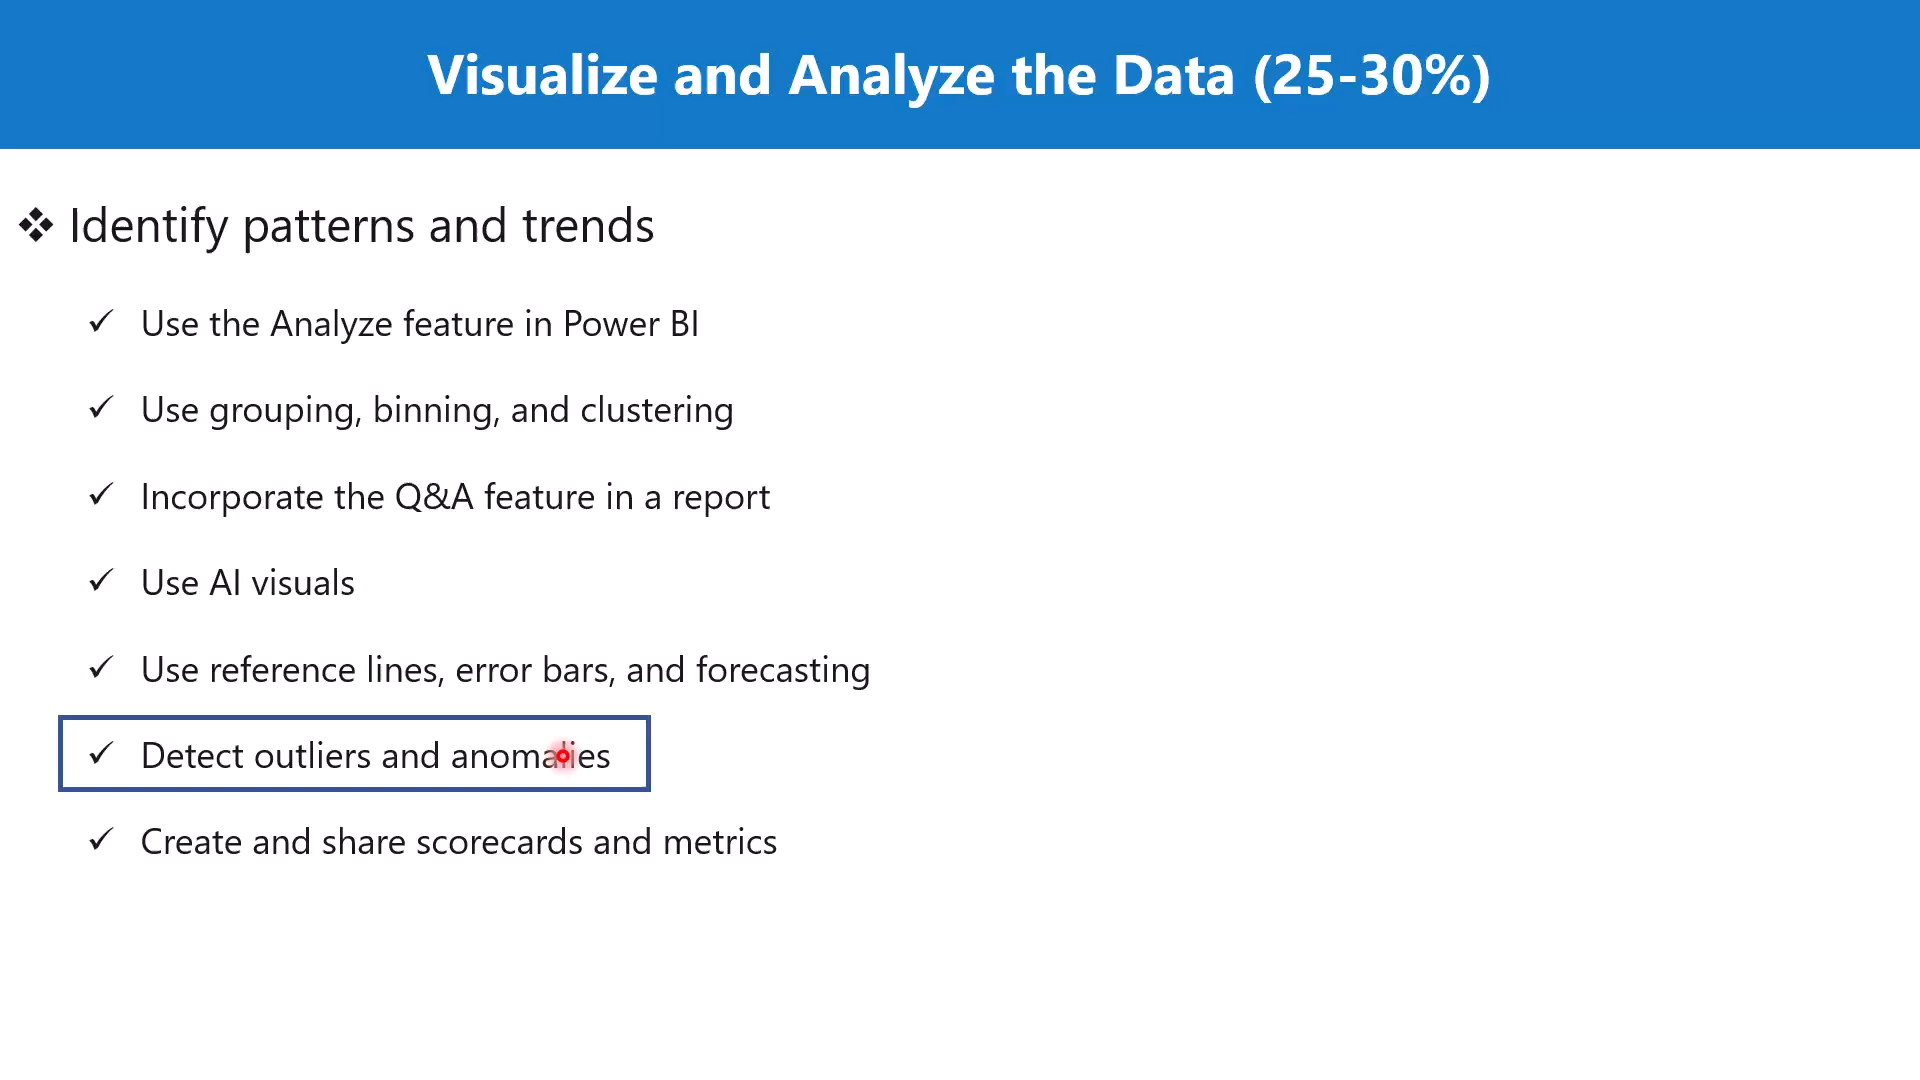 Visualize and Analyze the Data (25-30%)
Identify patterns and trends
Use the Analyze feature in Power BI
Use grouping, binning, and clustering
Incorporate the Q&A feature in a report
Use AI visuals
Use reference lines, error bars, and forecasting
Detect outliers and anomalies
Create and share scorecards and metrics